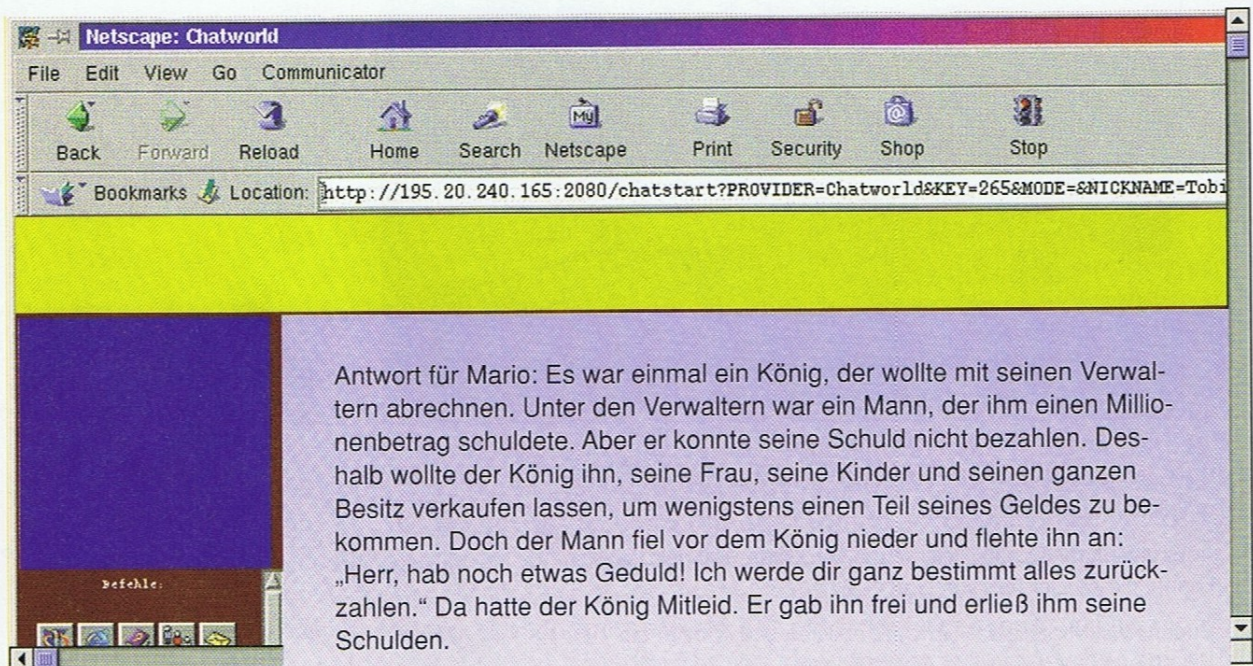 Netscape: Chatworld
File Edit View Go Communicator
Back Forward Reload Home Search My Netscape Print Security Shop Stop
Bookmarks Location: http://195.20.240.165:2080/chatstart?PROVIDER=Chatworld&KEY=265&MODE=&NICKNAME=Tobi
Antwort für Mario: Es war einmal ein König, der wollte mit seinen Verwal-
tern abrechnen. Unter den Verwaltern war ein Mann, der ihm einen Millio-
nenbetrag schuldete. Aber er konnte seine Schuld nicht bezahlen. Des-
halb wollte der König ihn, seine Frau, seine Kinder und seinen ganzen
Besitz verkaufen lassen, um wenigstens einen Teil seines Geldes zu be-
kommen. Doch der Mann fiel vor dem König nieder und flehte ihn an:
„Herr, hab noch etwas Geduld! Ich werde dir ganz bestimmt alles zurück-
zahlen.“ Da hatte der König Mitleid. Er gab ihn frei und erließ ihm seine
Schulden.
Befehle: